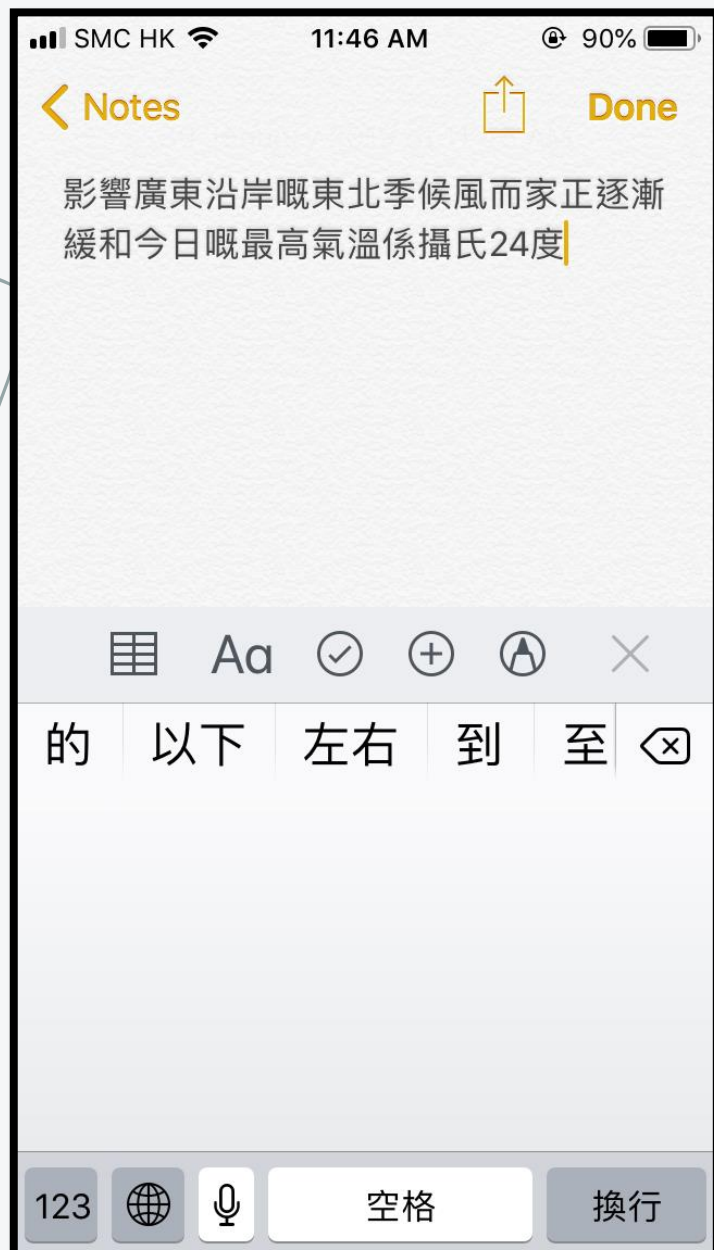 SMC HK 11:46 AM 90%
Notes Done
影響廣東沿岸嘅東北季候風而家正逐漸
緩和今日嘅最高氣溫係攝氏24度
Aa
的 以下 左右 到 至
123 空格 換行